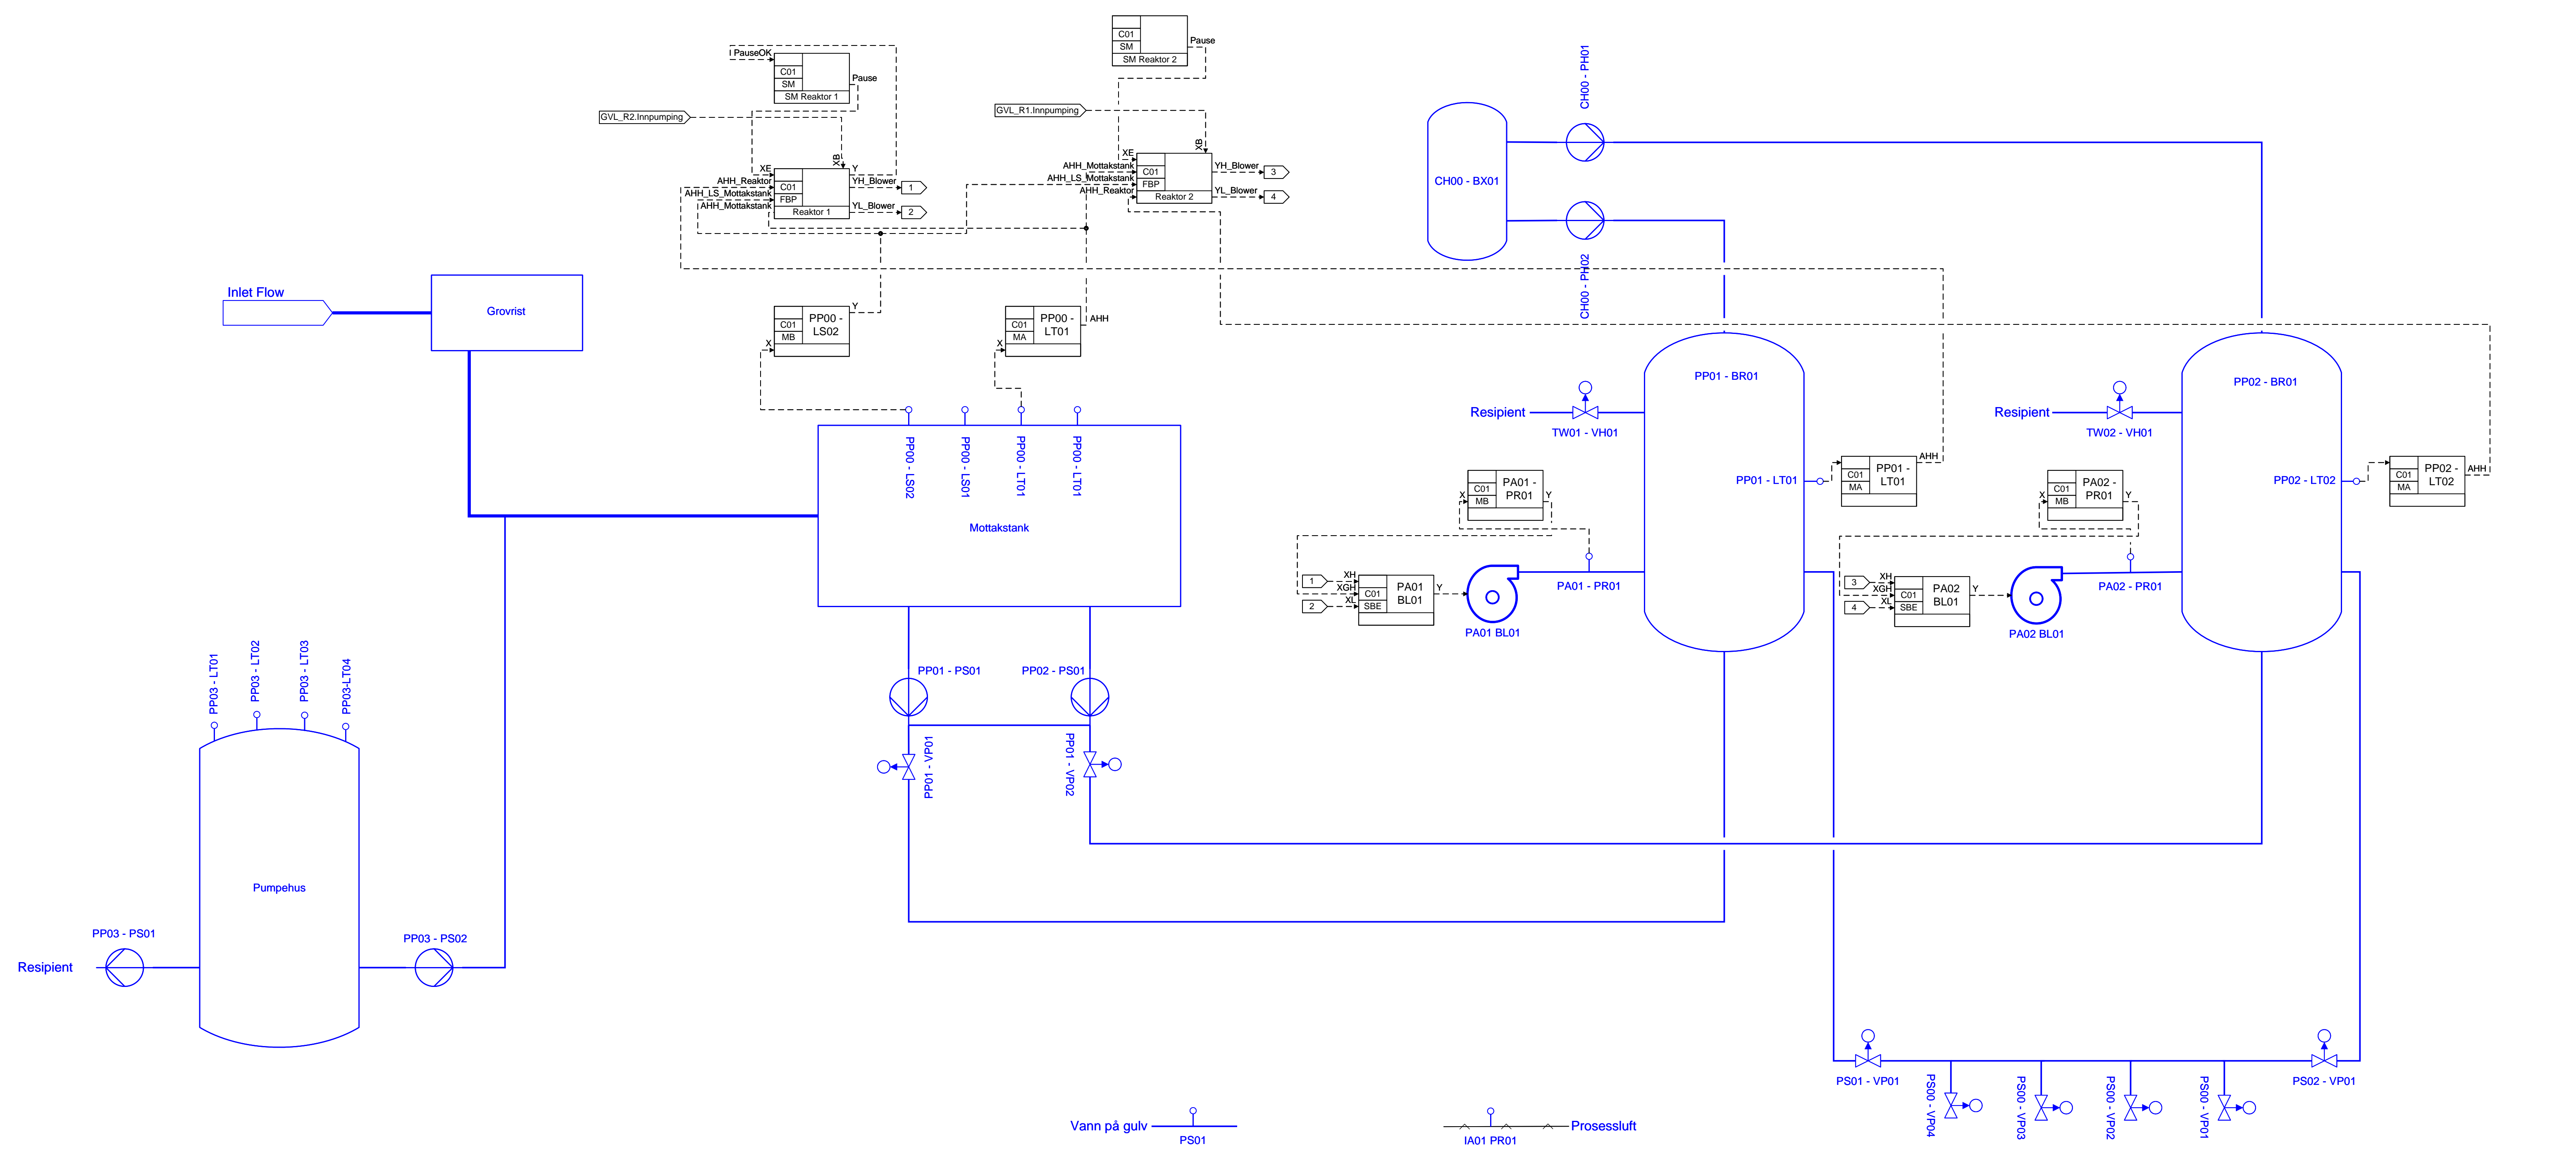 C01
SM
SM Reaktor 2
Pause
PauseOK
C01
SM
SM Reaktor 1
Pause
GVL_R2.Innpumping
XB
XE
Y
AHH_Reaktor
AHH_LS_Mottakstank
AHH_Mottakstank
C01
FBP
Reaktor 1
YH_Blower
1
YL_Blower
2
GVL_R1.Innpumping
XB
XE
AHH_Mottakstank
AHH_LS_Mottakstank
AHH_Reaktor
C01
FBP
Reaktor 2
YH_Blower
3
YL_Blower
4
CH00 - PH01
CH00 - BX01
CH00 - PH02
Inlet Flow
Grovrist
X
C01
MB
PP00 -
LS02
Y
X
C01
MA
PP00 -
LT01
AHH
PP00 - LS02
PP00 - LS01
PP00 - LT01
PP00 - LT01
Mottakstank
Resipient
TW01 - VH01
PP01 - BR01
PP01 - LT01
C01
MA
PP01 -
LT01
AHH
Resipient
TW02 - VH01
PP02 - BR01
PP02 - LT02
C01
MA
PP02 -
LT02
AHH
X
C01
MB
PA01 -
PR01
Y
X
C01
MB
PA02 -
PR01
Y
1
2
XH
XGH
XL
C01
SBE
PA01
BL01
Y
PA01 BL01
PA01 - PR01
3
4
XH
XGH
XL
C01
SBE
PA02
BL01
Y
PA02 BL01
PA02 - PR01
PP03 - LT01
PP03 - LT02
PP03 - LT03
PP03-LT04
PP01 - PS01
PP02 - PS01
PP01 - VP01
PP01 - VP02
Pumpehus
PP03 - PS01
PP03 - PS02
Resipient
PS01 - VP01
PS02 - VP01
PS00 - VP04
PS00 - VP03
PS00 - VP02
PS00 - VP01
Vann på gulv
PS01
IA01 PR01
Prosessluft